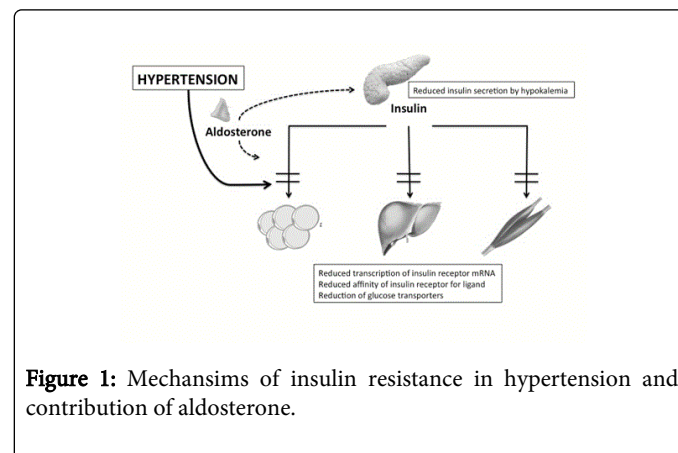 HYPERTENSION
Reduced insulin secretion by hypokalemia
Insulin
Aldosterone
Reduced transcription of insulin receptor mRNA
Reduced affinity of insulin receptor for ligand
Reduction of glucose transporters
Figure 1: Mechansims of insulin resistance in hypertension and
contribution of aldosterone.